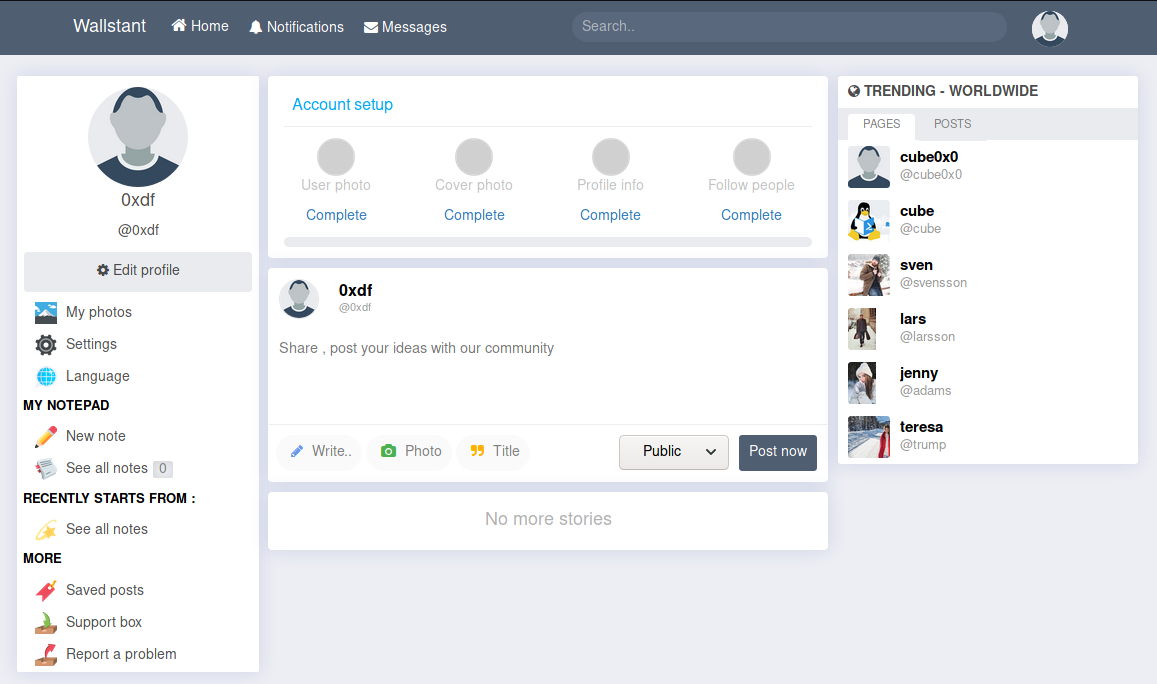 Wallstant Home Notifications Messages Search..
0xdf
@0xdf
Edit profile
My photos
Settings
Language
MY NOTEPAD
New note
See all notes 0
RECENTLY STARTS FROM :
See all notes
MORE
Saved posts
Support box
Report a problem
Account setup
User photo Cover photo Profile info Follow people
Complete Complete Complete Complete
0xdf
@0xdf
Share , post your ideas with our community
Write.. Photo Title Public Post now
No more stories
TRENDING - WORLDWIDE
PAGES POSTS
cube0x0
@cube0x0
cube
@cube
sven
@svensson
lars
@larsson
jenny
@adams
teresa
@trump